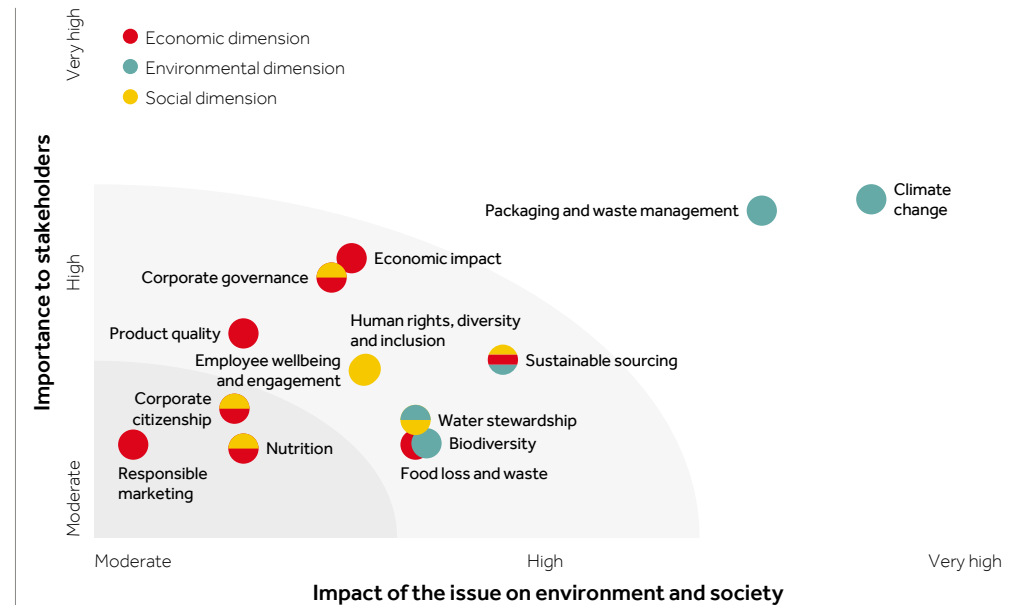 Very high
Economic dimension
Environmental dimension
Social dimension
Importance to stakeholders
High
Moderate
Climate
change
Packaging and waste management
Economic impact
Corporate governance
Product quality
Human rights, diversity
and inclusion
Employee wellbeing
and engagement
Sustainable sourcing
Corporate
citizenship
Water stewardship
Biodiversity
Nutrition
Food loss and waste
Responsible
marketing
Moderate
High
Very high
Impact of the issue on environment and society